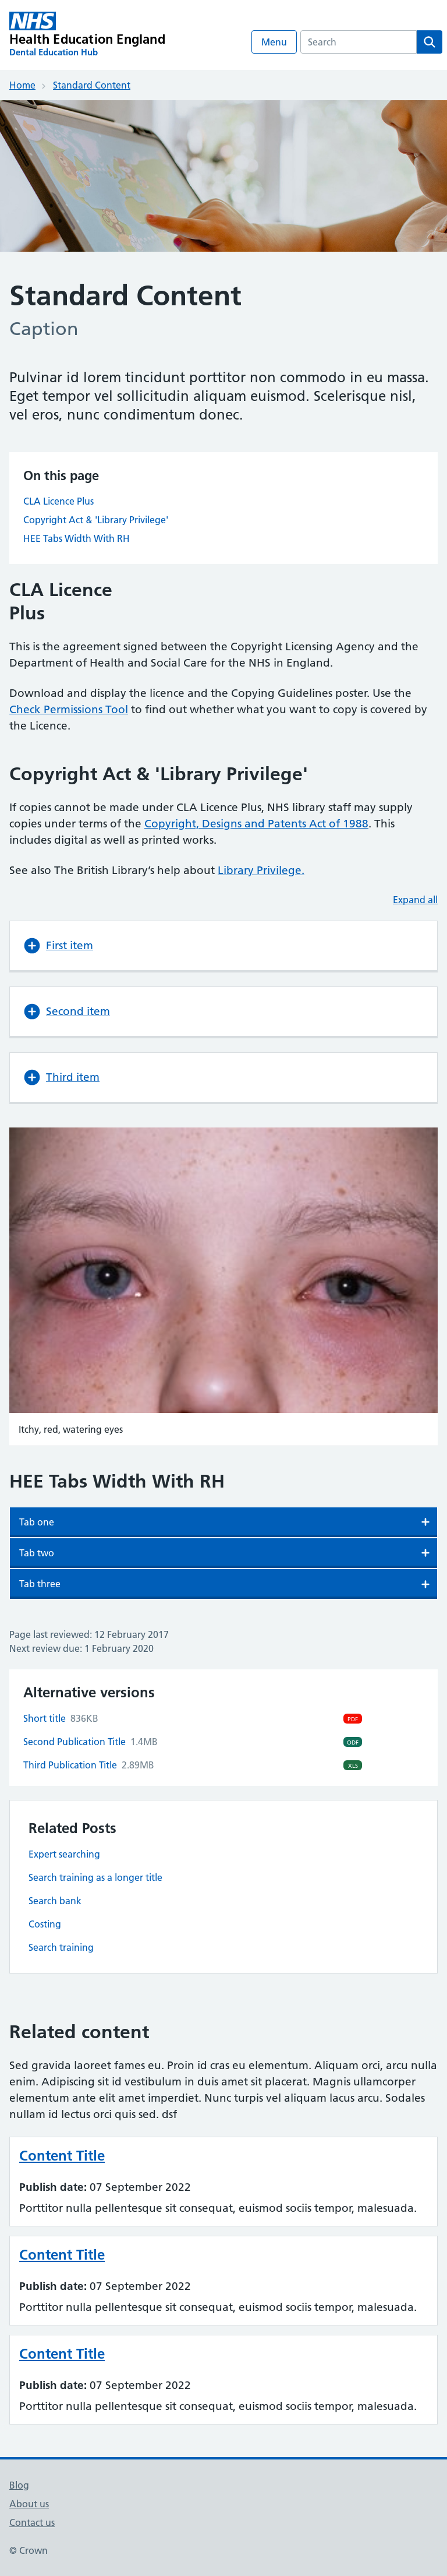 NHS
Health Education England
Dental Education Hub
Menu
Search
Home
Standard Content
Standard Content
Caption
Pulvinar id lorem tincidunt porttitor non commodo in eu massa.
Eget tempor vel sollicitudin aliquam euismod. Scelerisque nisl,
vel eros, nunc condimentum donec.
On this page
CLA Licence Plus
Copyright Act & 'Library Privilege'
HEE Tabs Width With RH
CLA Licence
Plus
This is the agreement signed between the Copyright Licensing Agency and the
Department of Health and Social Care for the NHS in England.
Download and display the licence and the Copying Guidelines poster. Use the
Check Permissions Tool to find out whether what you want to copy is covered by
the Licence.
Copyright Act & 'Library Privilege'
If copies cannot be made under CLA Licence Plus, NHS library staff may supply
copies under terms of the Copyright, Designs and Patents Act of 1988. This
includes digital as well as printed works.
See also The British Library’s help about Library Privilege.
Expand all
First item
Second item
Third item
Itchy, red, watering eyes
HEE Tabs Width With RH
Tab one
Tab two
Tab three
Page last reviewed: 12 February 2017
Next review due: 1 February 2020
Alternative versions
Short title 836KB PDF
Second Publication Title 1.4MB ODF
Third Publication Title 2.89MB XLS
Related Posts
Expert searching
Search training as a longer title
Search bank
Costing
Search training
Related content
Sed gravida laoreet fames eu. Proin id cras eu elementum. Aliquam orci, arcu nulla
enim. Adipiscing sit id vestibulum in duis amet sit placerat. Magnis ullamcorper
elementum ante elit amet imperdiet. Nunc turpis vel aliquam lacus arcu. Sodales
nullam id lectus orci quis sed. dsf
Content Title
Publish date: 07 September 2022
Porttitor nulla pellentesque sit consequat, euismod sociis tempor, malesuada.
Content Title
Publish date: 07 September 2022
Porttitor nulla pellentesque sit consequat, euismod sociis tempor, malesuada.
Content Title
Publish date: 07 September 2022
Porttitor nulla pellentesque sit consequat, euismod sociis tempor, malesuada.
Blog
About us
Contact us
© Crown